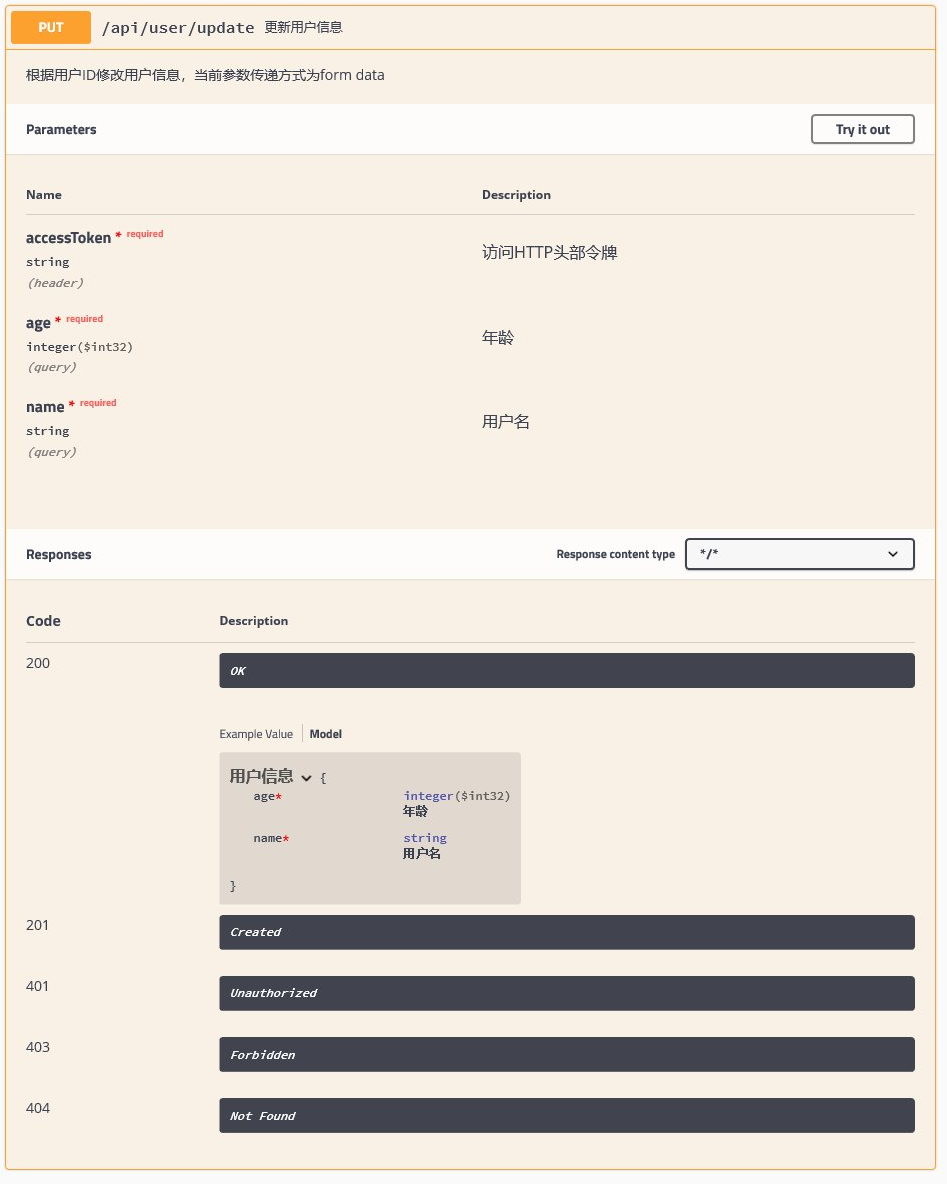 PUT /api/user/update 更新用户信息
根据用户ID修改用户信息，当前参数传递方式为form data
Parameters Try it out
Name Description
accessToken * required
string
(header)
访问HTTP头部令牌
age * required
integer($int32)
(query)
年龄
name * required
string
(query)
用户名
Responses Response content type */*
Code Description
200 OK
Example Value Model
用户信息 {
age* integer($int32)
年龄
name* string
用户名
}
201 Created
401 Unauthorized
403 Forbidden
404 Not Found